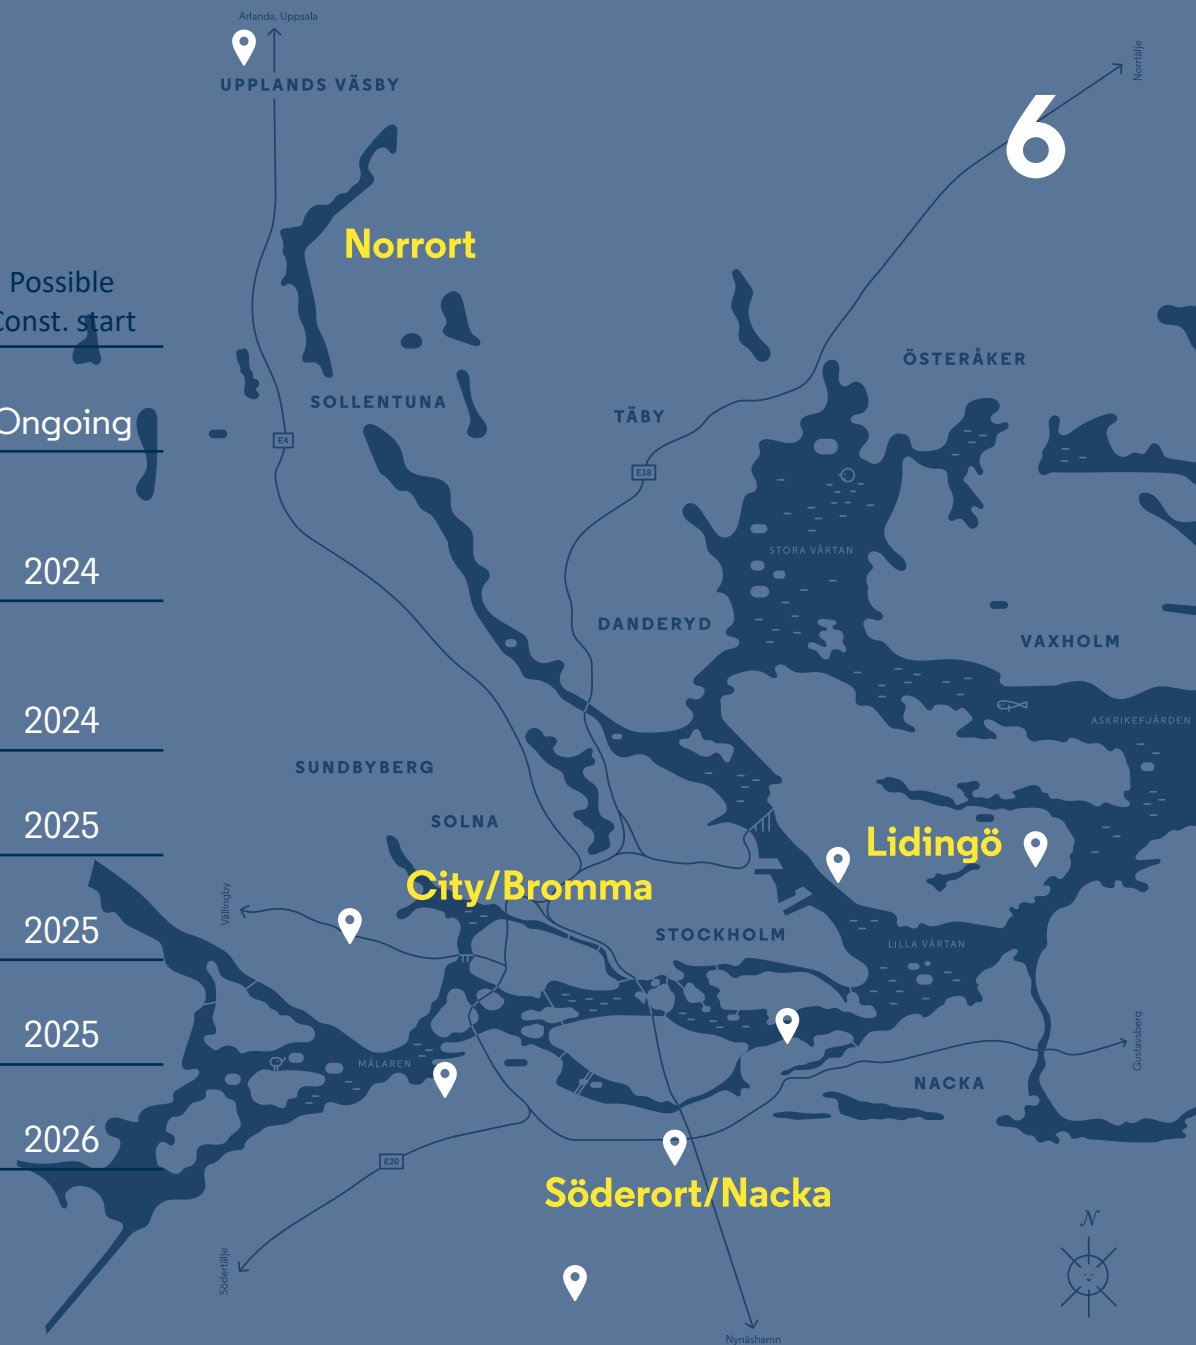 Arlanda, Uppsala
UPPLANDS VÄSBY
Norrtälje
6
Norrort
Possible
Const. start
ÖSTERÅKER
SOLLENTUNA
TÄBY
Ongoing
E4
E18
STORA VÄRTAN
2024
DANDERYD
VAXHOLM
2024
ASKRIKEFJÄRDEN
SUNDBYBERG
SOLNA
2025
Lidingö
City/Bromma
Vällingby
2025
STOCKHOLM
LILLA VÄRTAN
2025
Gustavsberg
MÄLAREN
NACKA
2026
E20
Söderort/Nacka
N
Södertälje
Nynäshamn